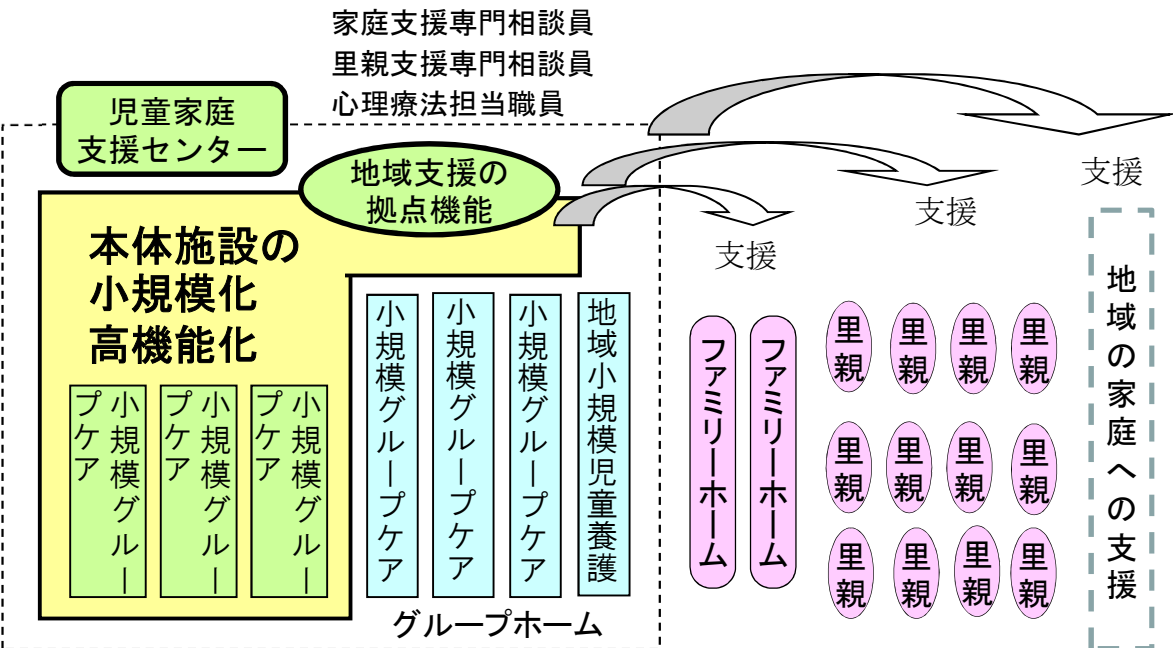 家庭支援専門相談員
里親支援専門相談員
心理療法担当職員
児童家庭
支援センター
地域支援の
拠点機能
本体施設の
小規模化
高機能化
小規模グルー
プケア
小規模グルー
プケア
小規模グルー
プケア
小規模グループケア
小規模グループケア
小規模グループケア
地域小規模児童養護
グループホーム
支援
支援
支援
ファミリーホーム
ファミリーホーム
里親
里親
里親
里親
里親
里親
里親
里親
里親
里親
里親
里親
地域の家庭への支援